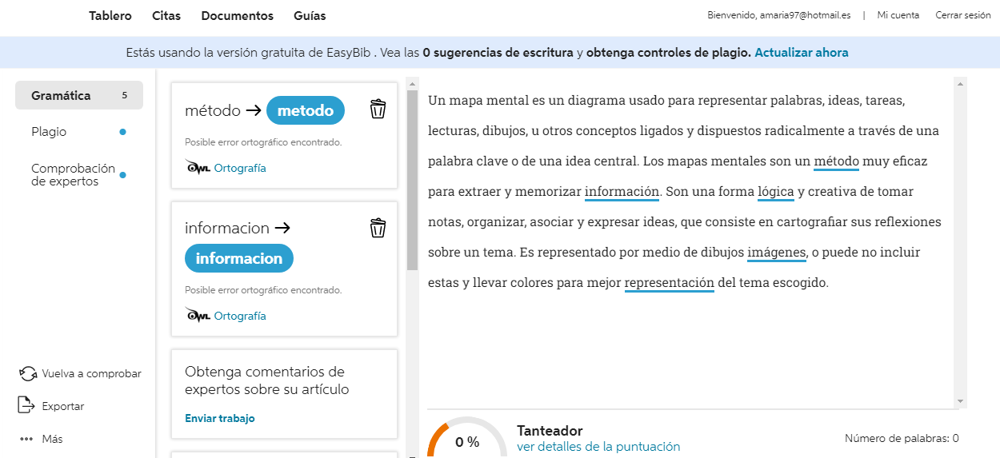 Tablero Citas Documentos Guías
Bienvenido, amaria97@hotmail.es | Mi cuenta Cerrar sesión
Estás usando la versión gratuita de EasyBib . Vea las 0 sugerencias de escritura y obtenga controles de plagio. Actualizar ahora
Gramática 5
Plagio
Comprobación
de expertos
Vuelva a comprobar
Exportar
Más
método → metodo
Posible error ortográfico encontrado.
OWL Ortografía
informacion →
informacion
Posible error ortográfico encontrado.
OWL Ortografía
Obtenga comentarios de
expertos sobre su artículo
Enviar trabajo
Un mapa mental es un diagrama usado para representar palabras, ideas, tareas,
lecturas, dibujos, u otros conceptos ligados y dispuestos radicalmente a través de una
palabra clave o de una idea central. Los mapas mentales son un método muy eficaz
para extraer y memorizar información. Son una forma lógica y creativa de tomar
notas, organizar, asociar y expresar ideas, que consiste en cartografiar sus reflexiones
sobre un tema. Es representado por medio de dibujos imágenes, o puede no incluir
estas y llevar colores para mejor representación del tema escogido.
0 %
Tanteador
ver detalles de la puntuación
Número de palabras: 0